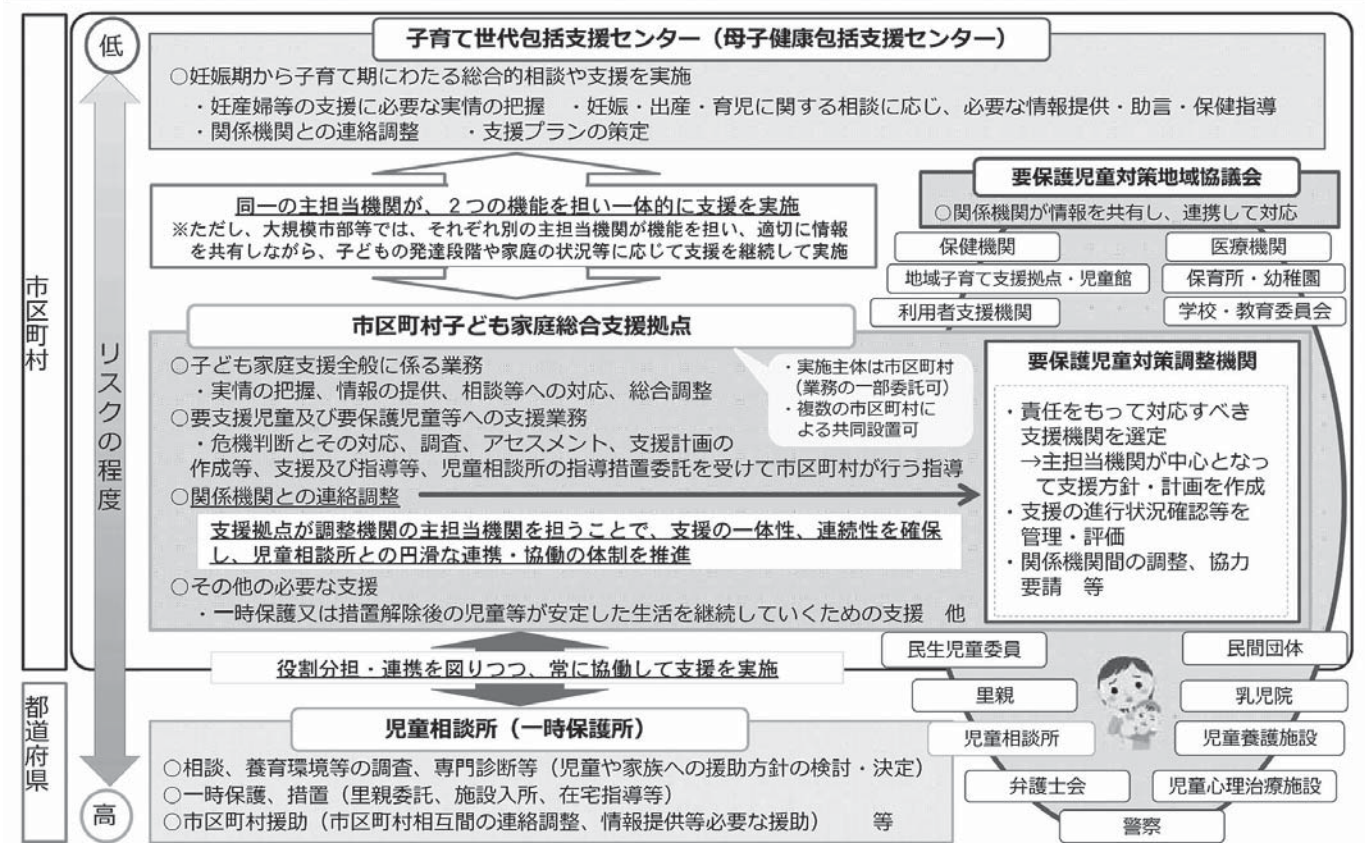 市区町村
都道府県
低
リスクの程度
高
子育て世代包括支援センター（母子健康包括支援センター）
○妊娠期から子育て期にわたる総合的相談や支援を実施
・妊産婦等の支援に必要な実情の把握　・妊娠・出産・育児に関する相談に応じ、必要な情報提供・助言・保健指導
・関係機関との連絡調整　・支援プランの策定
同一の主担当機関が、２つの機能を担い一体的に支援を実施
※ただし、大規模市部等では、それぞれ別の主担当機関が機能を担い、適切に情報
を共有しながら、子どもの発達段階や家庭の状況等に応じて支援を継続して実施
市区町村子ども家庭総合支援拠点
○子ども家庭支援全般に係る業務
・実情の把握、情報の提供、相談等への対応、総合調整
○要支援児童及び要保護児童等への支援業務
・危機判断とその対応、調査、アセスメント、支援計画の
作成等、支援及び指導等、児童相談所の指導措置委託を受けて市区町村が行う指導
○関係機関との連絡調整
支援拠点が調整機関の主担当機関を担うことで、支援の一体性、連続性を確保
し、児童相談所との円滑な連携・協働の体制を推進
○その他の必要な支援
・一時保護又は措置解除後の児童等が安定した生活を継続していくための支援　他
・実施主体は市区町村
（業務の一部委託可）
・複数の市区町村に
よる共同設置可
役割分担・連携を図りつつ、常に協働して支援を実施
児童相談所（一時保護所）
○相談、養育環境等の調査、専門診断等（児童や家族への援助方針の検討・決定）
○一時保護、措置（里親委託、施設入所、在宅指導等）
○市区町村援助（市区町村相互間の連絡調整、情報提供等必要な援助）　等
要保護児童対策地域協議会
○関係機関が情報を共有し、連携して対応
保健機関
医療機関
地域子育て支援拠点・児童館
保育所・幼稚園
利用者支援機関
学校・教育委員会
要保護児童対策調整機関
・責任をもって対応すべき
支援機関を選定
→主担当機関が中心となっ
て支援方針・計画を作成
・支援の進行状況確認等を
管理・評価
・関係機関間の調整、協力
要請　等
民生児童委員
民間団体
里親
乳児院
児童相談所
児童養護施設
弁護士会
児童心理治療施設
警察